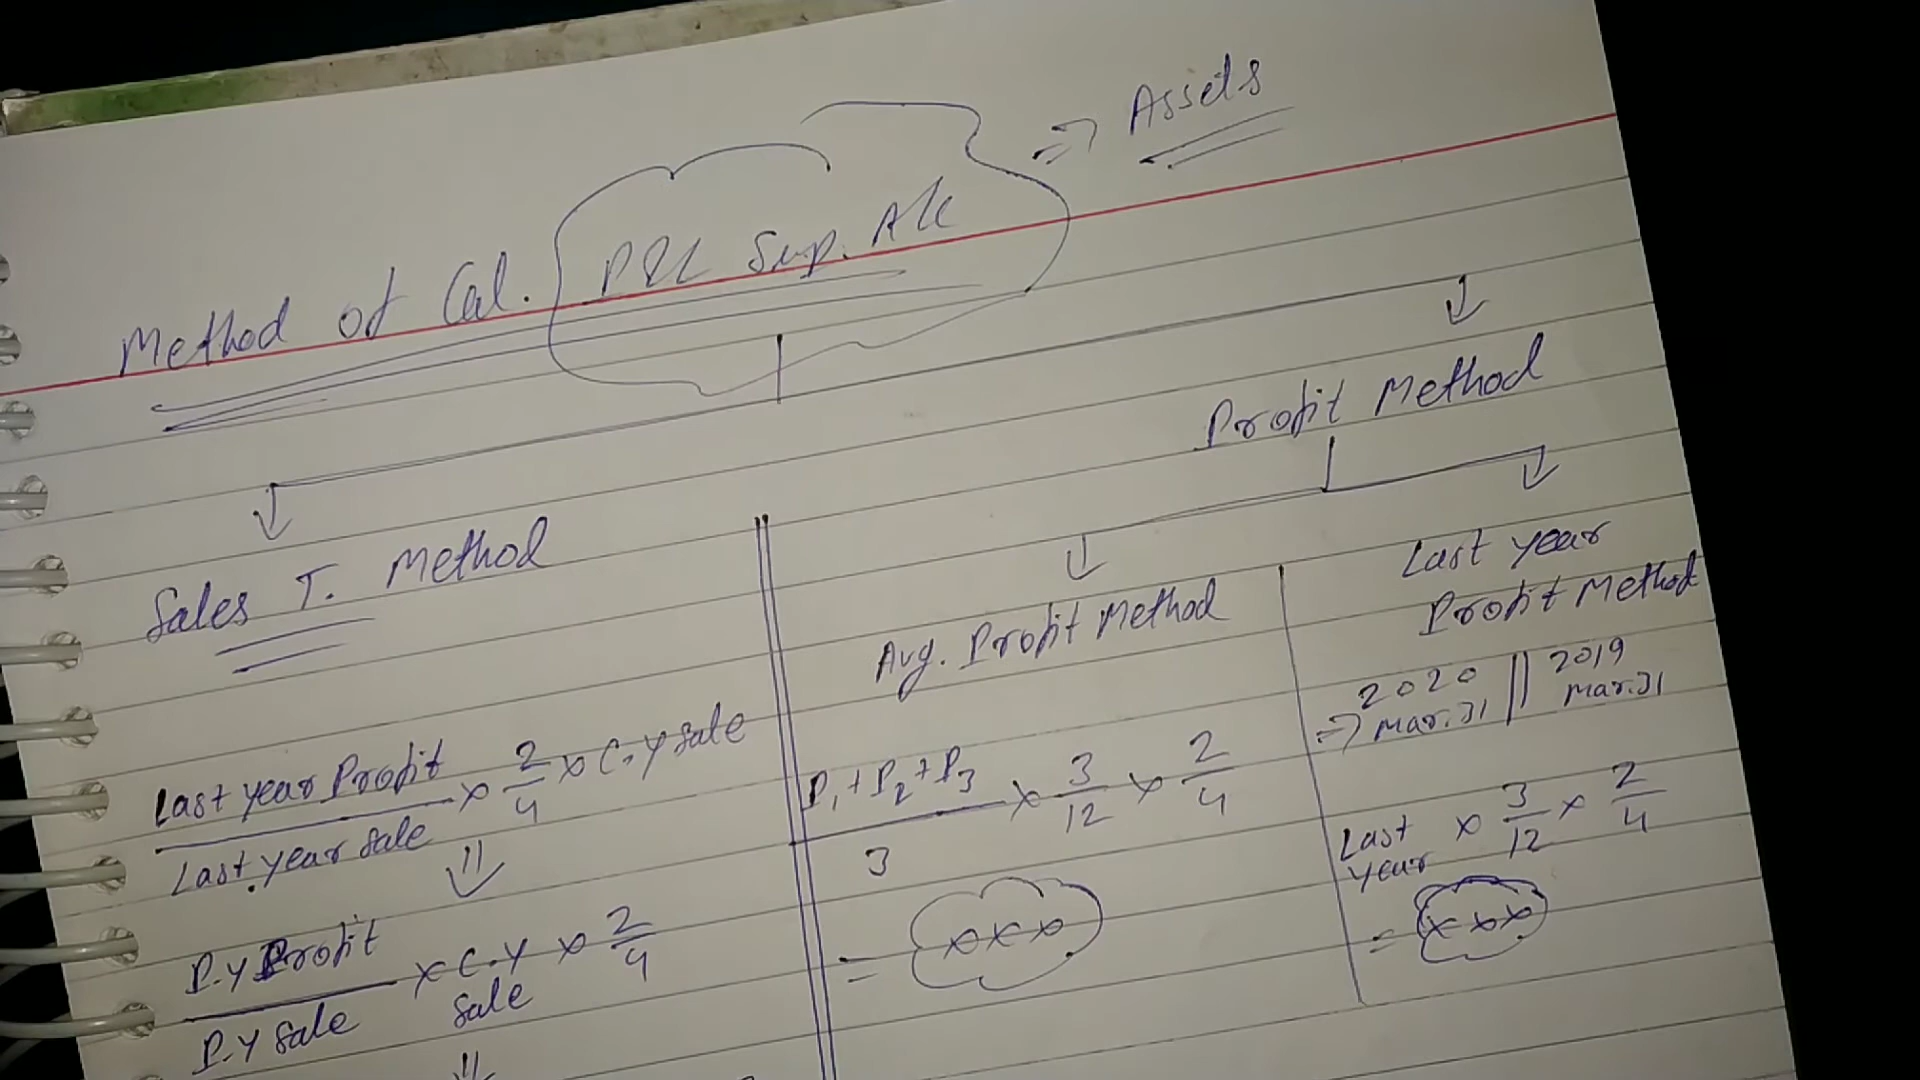 ⇒ Assets
Method of Cal. P&L Sup. A/c
Profit Method
Sales T. Method
Avg. Profit Method
Last year
Profit Method
⇒ 2020 Mar.31 || 2019 Mar.31
Last year Profit / Last year Sale × 2/4 × C.Y Sale
P.Y Profit / P.Y Sale × C.Y Sale × 2/4
P₁+P₂+P₃ / 3 × 3/12 × 2/4
= ×××
Last year × 3/12 × 2/4
= ×××